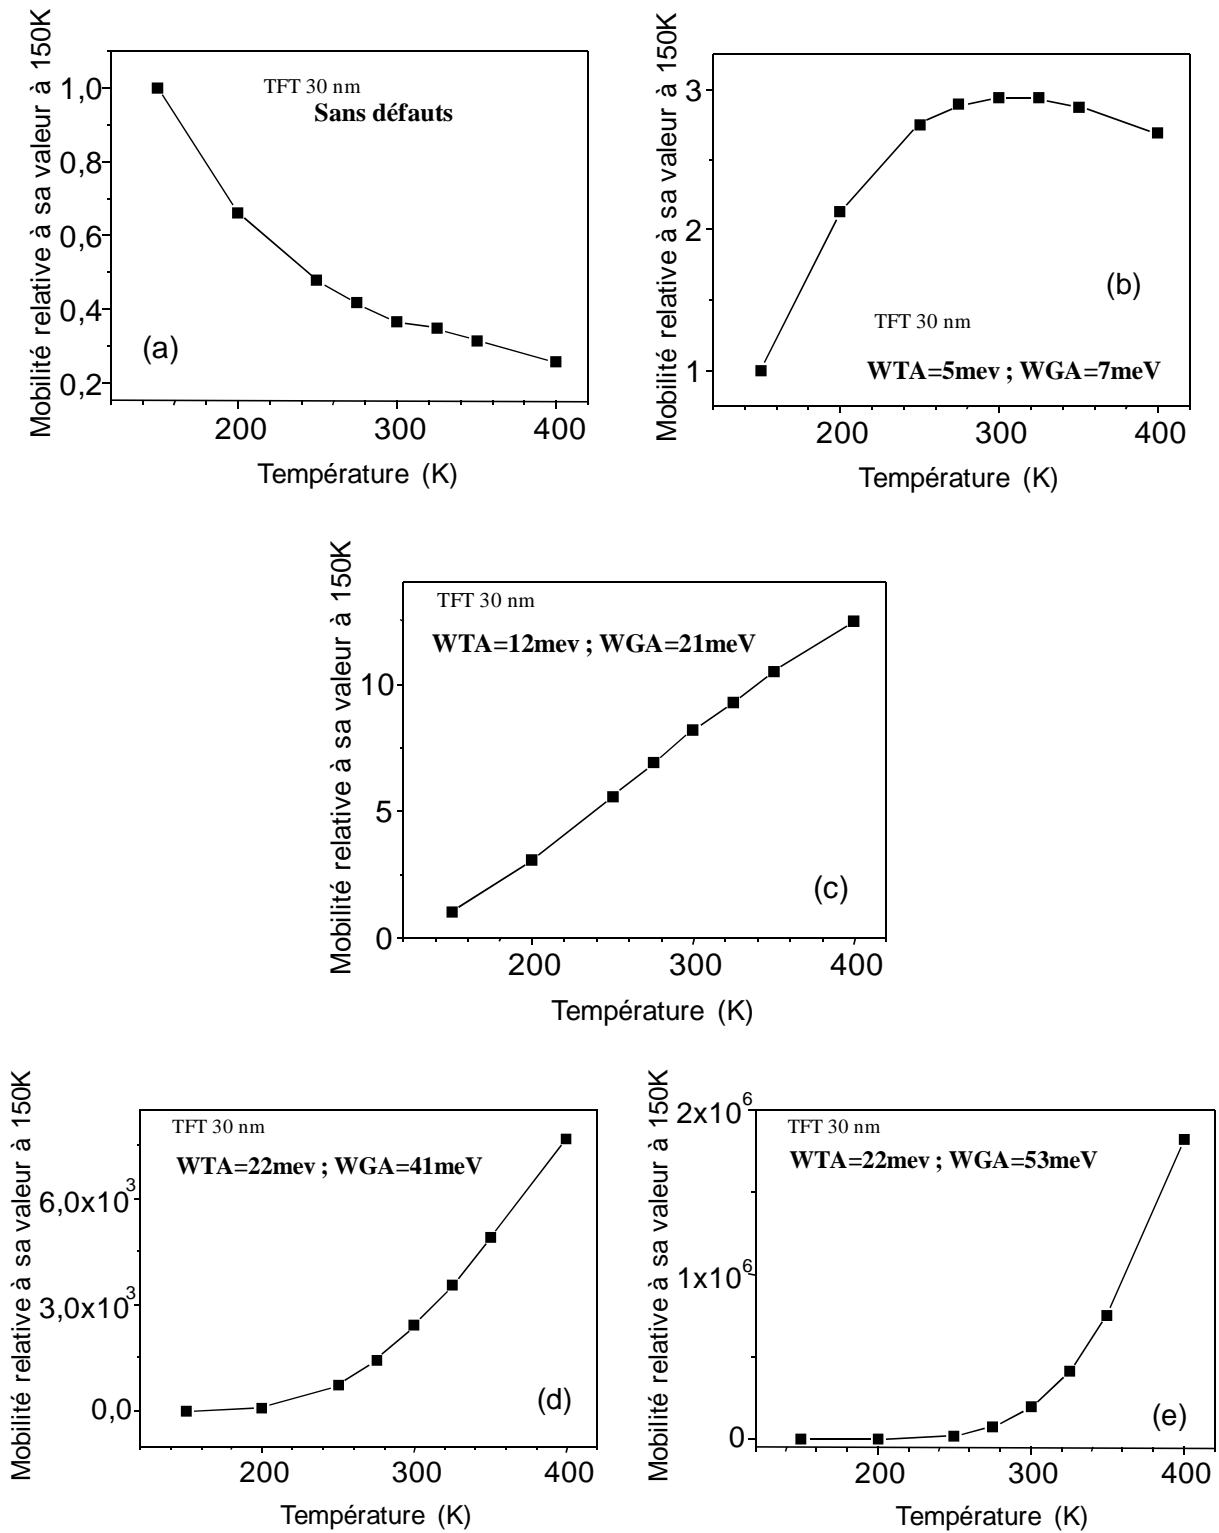 Mobilité relative à sa valeur à 150K
TFT 30 nm
Sans défauts
1,0
0,8
0,6
0,4
0,2
(a)
200
300
400
Température (K)
Mobilité relative à sa valeur à 150K
3
2
1
(b)
TFT 30 nm
WTA=5mev ; WGA=7meV
200
300
400
Température (K)
Mobilité relative à sa valeur à 150K
TFT 30 nm
WTA=12mev ; WGA=21meV
10
5
0
(c)
200
300
400
Température (K)
Mobilité relative à sa valeur à 150K
TFT 30 nm
WTA=22mev ; WGA=41meV
6,0x10³
3,0x10³
0,0
(d)
200
300
400
Température (K)
Mobilité relative à sa valeur à 150K
2x10⁶
TFT 30 nm
WTA=22mev ; WGA=53meV
1x10⁶
0
(e)
200
300
400
Température (K)